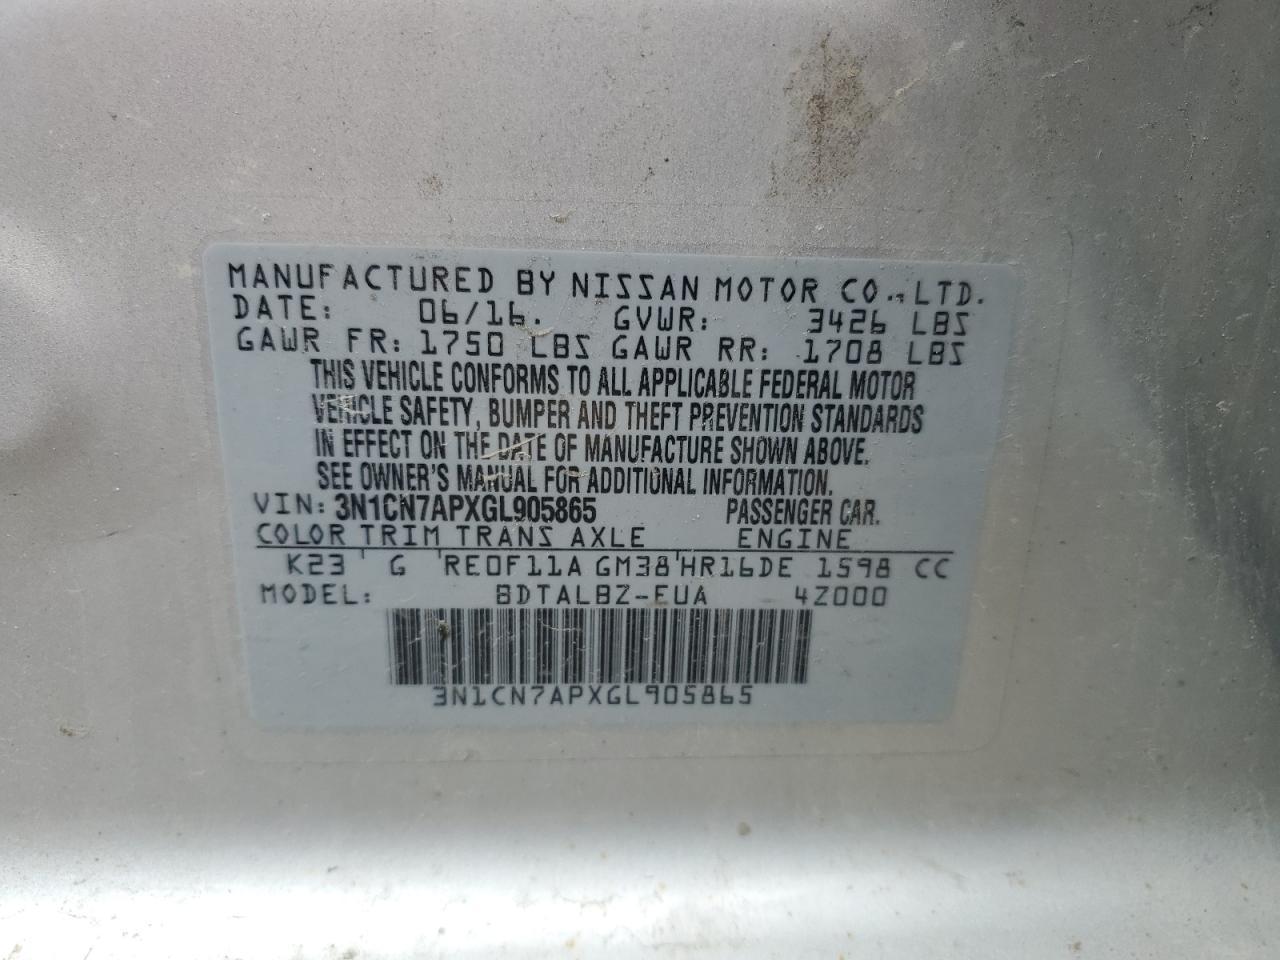 MANUFACTURED BY NISSAN MOTOR CO., LTD.
DATE: 06/16. GVWR: 3426 LBS
GAWR FR: 1750 LBS GAWR RR: 1708 LBS
THIS VEHICLE CONFORMS TO ALL APPLICABLE FEDERAL MOTOR
VEHICLE SAFETY, BUMPER AND THEFT PREVENTION STANDARDS
IN EFFECT ON THE DATE OF MANUFACTURE SHOWN ABOVE.
SEE OWNER'S MANUAL FOR ADDITIONAL INFORMATION.
VIN: 3N1CN7APXGL905865 PASSENGER CAR.
COLOR TRIM TRANS AXLE ENGINE
K23 G RE0F11A GM38 HR16DE 1598 CC
MODEL: BDTALBZ-EUA 4Z000
3N1CN7APXGL905865